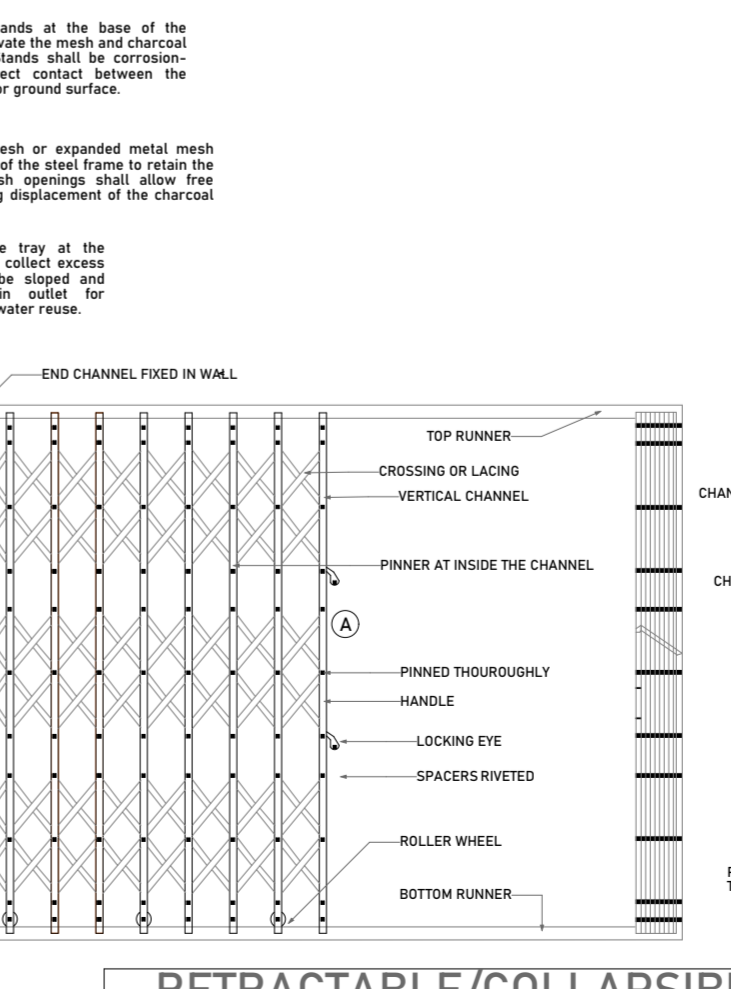 ands at the base of the
vate the mesh and charcoal
Stands shall be corrosion-
ect contact between the
or ground surface.
esh or expanded metal mesh
of the steel frame to retain the
sh openings shall allow free
g displacement of the charcoal
e tray at the
collect excess
be sloped and
in outlet for
water reuse.
END CHANNEL FIXED IN WALL
TOP RUNNER
CROSSING OR LACING
VERTICAL CHANNEL
CHAN
PINNER AT INSIDE THE CHANNEL
CH
A
PINNED THOUROUGHLY
HANDLE
LOCKING EYE
SPACERS RIVETED
ROLLER WHEEL
BOTTOM RUNNER
RETRACTABLE/COLLAPSIB